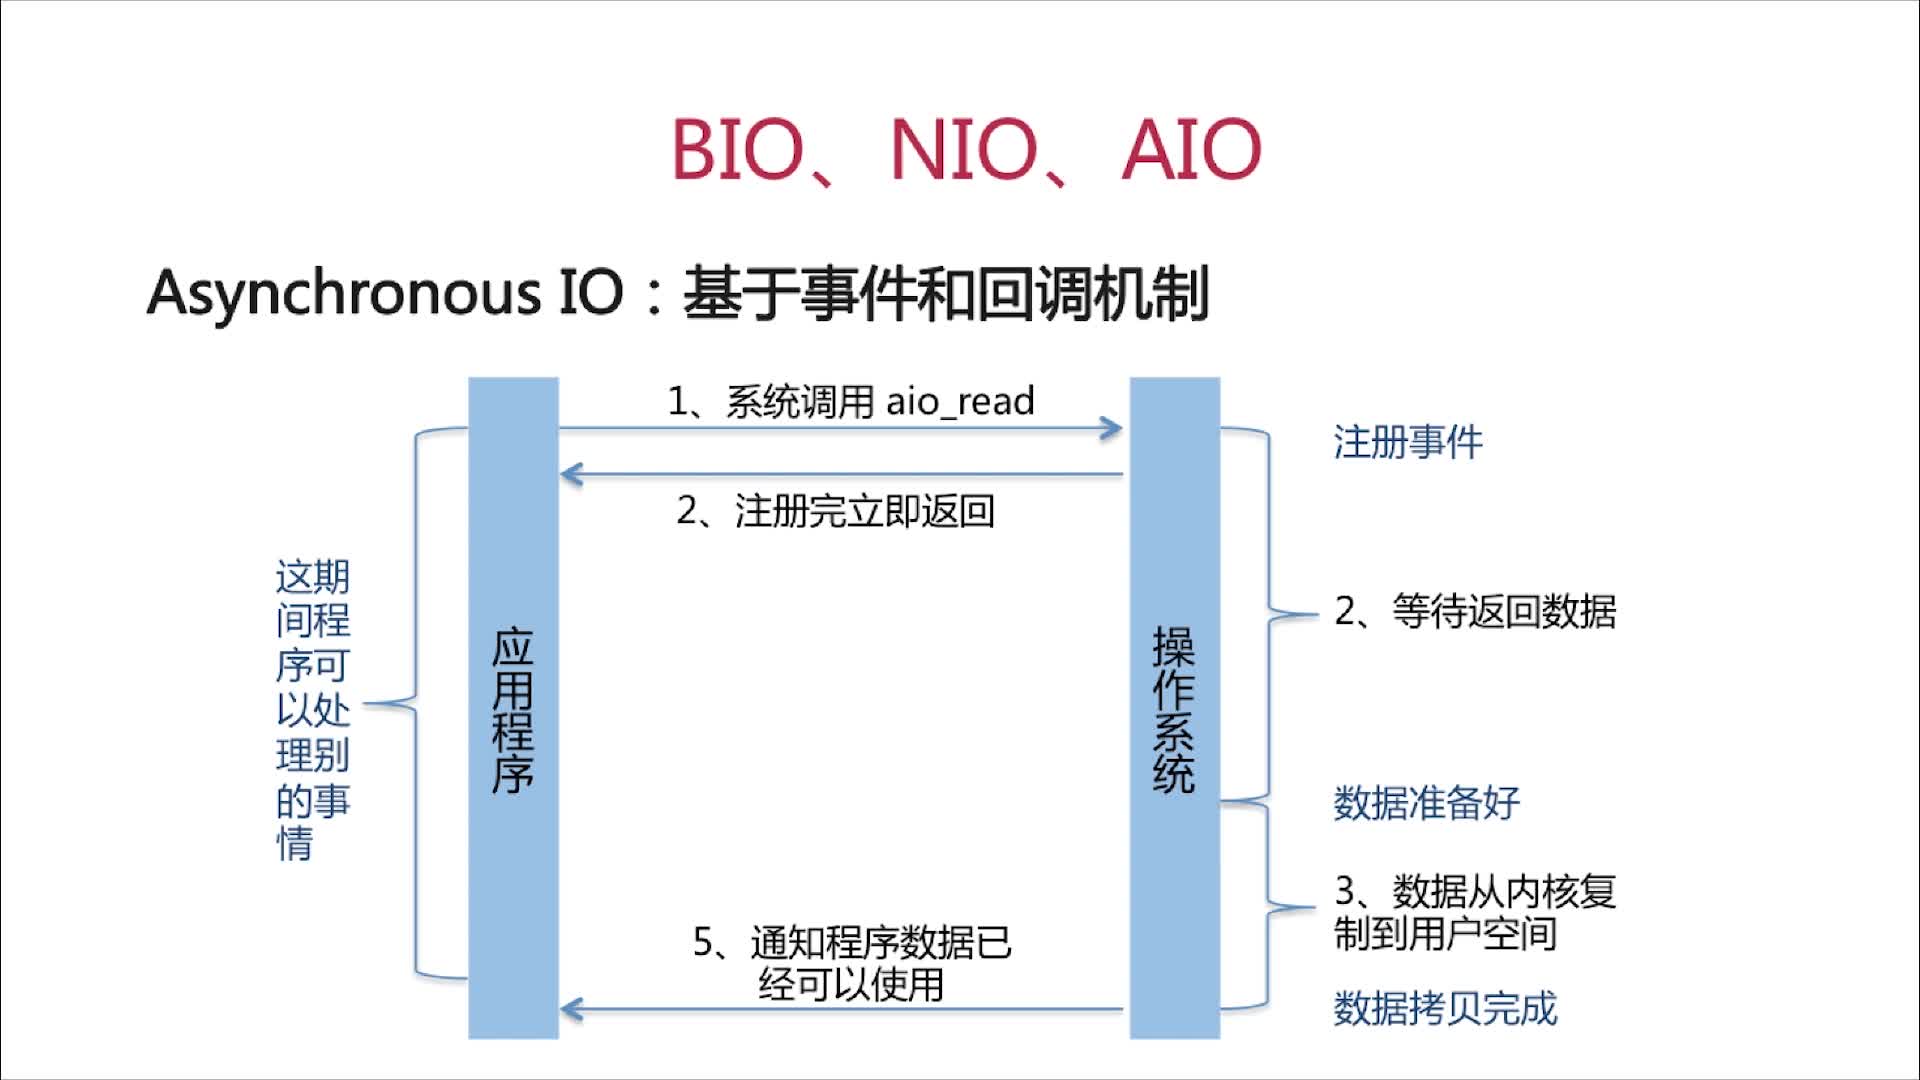 BIO、NIO、AIO
Asynchronous IO：基于事件和回调机制
1、系统调用 aio_read
注册事件
2、注册完立即返回
这期
间程
序可
以处
理别
的事
情
应用程序
操作系统
2、等待返回数据
数据准备好
3、数据从内核复
制到用户空间
5、通知程序数据已
经可以使用
数据拷贝完成